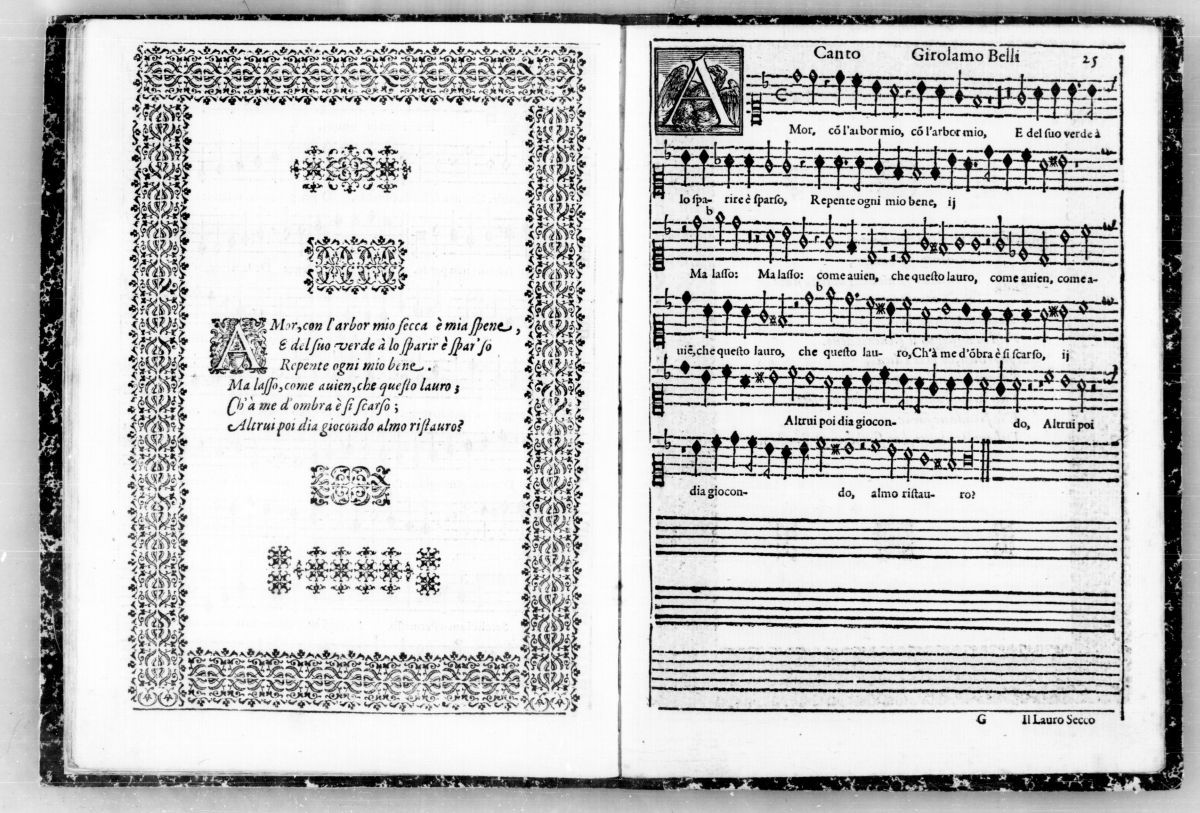 AMor, con l'arbor mio secca è mia spene,
E del suo verde à lo sparir è spar'so
Repente ogni mio bene.
Ma lasso, come auien, che questo lauro;
Ch'à me d'ombra è si scarso;
Altrui poi dia giocondo almo ristauro?
Canto Girolamo Belli 25
AMor, cō l'arbor mio, cō l'arbor mio, E del suo verde à
lo spa- rire è sparso, Repente ogni mio bene, ij
Ma lasso: Ma lasso: come auien, che questo lauro, come auien, come a-
uiē, che questo lauro, che questo lau- ro, Ch'à me d'ōbra è si scarso, ij
Altrui poi dia giocon- do, Altrui poi
dia giocon- do, almo ristau- ro?
G Il Lauro Secco